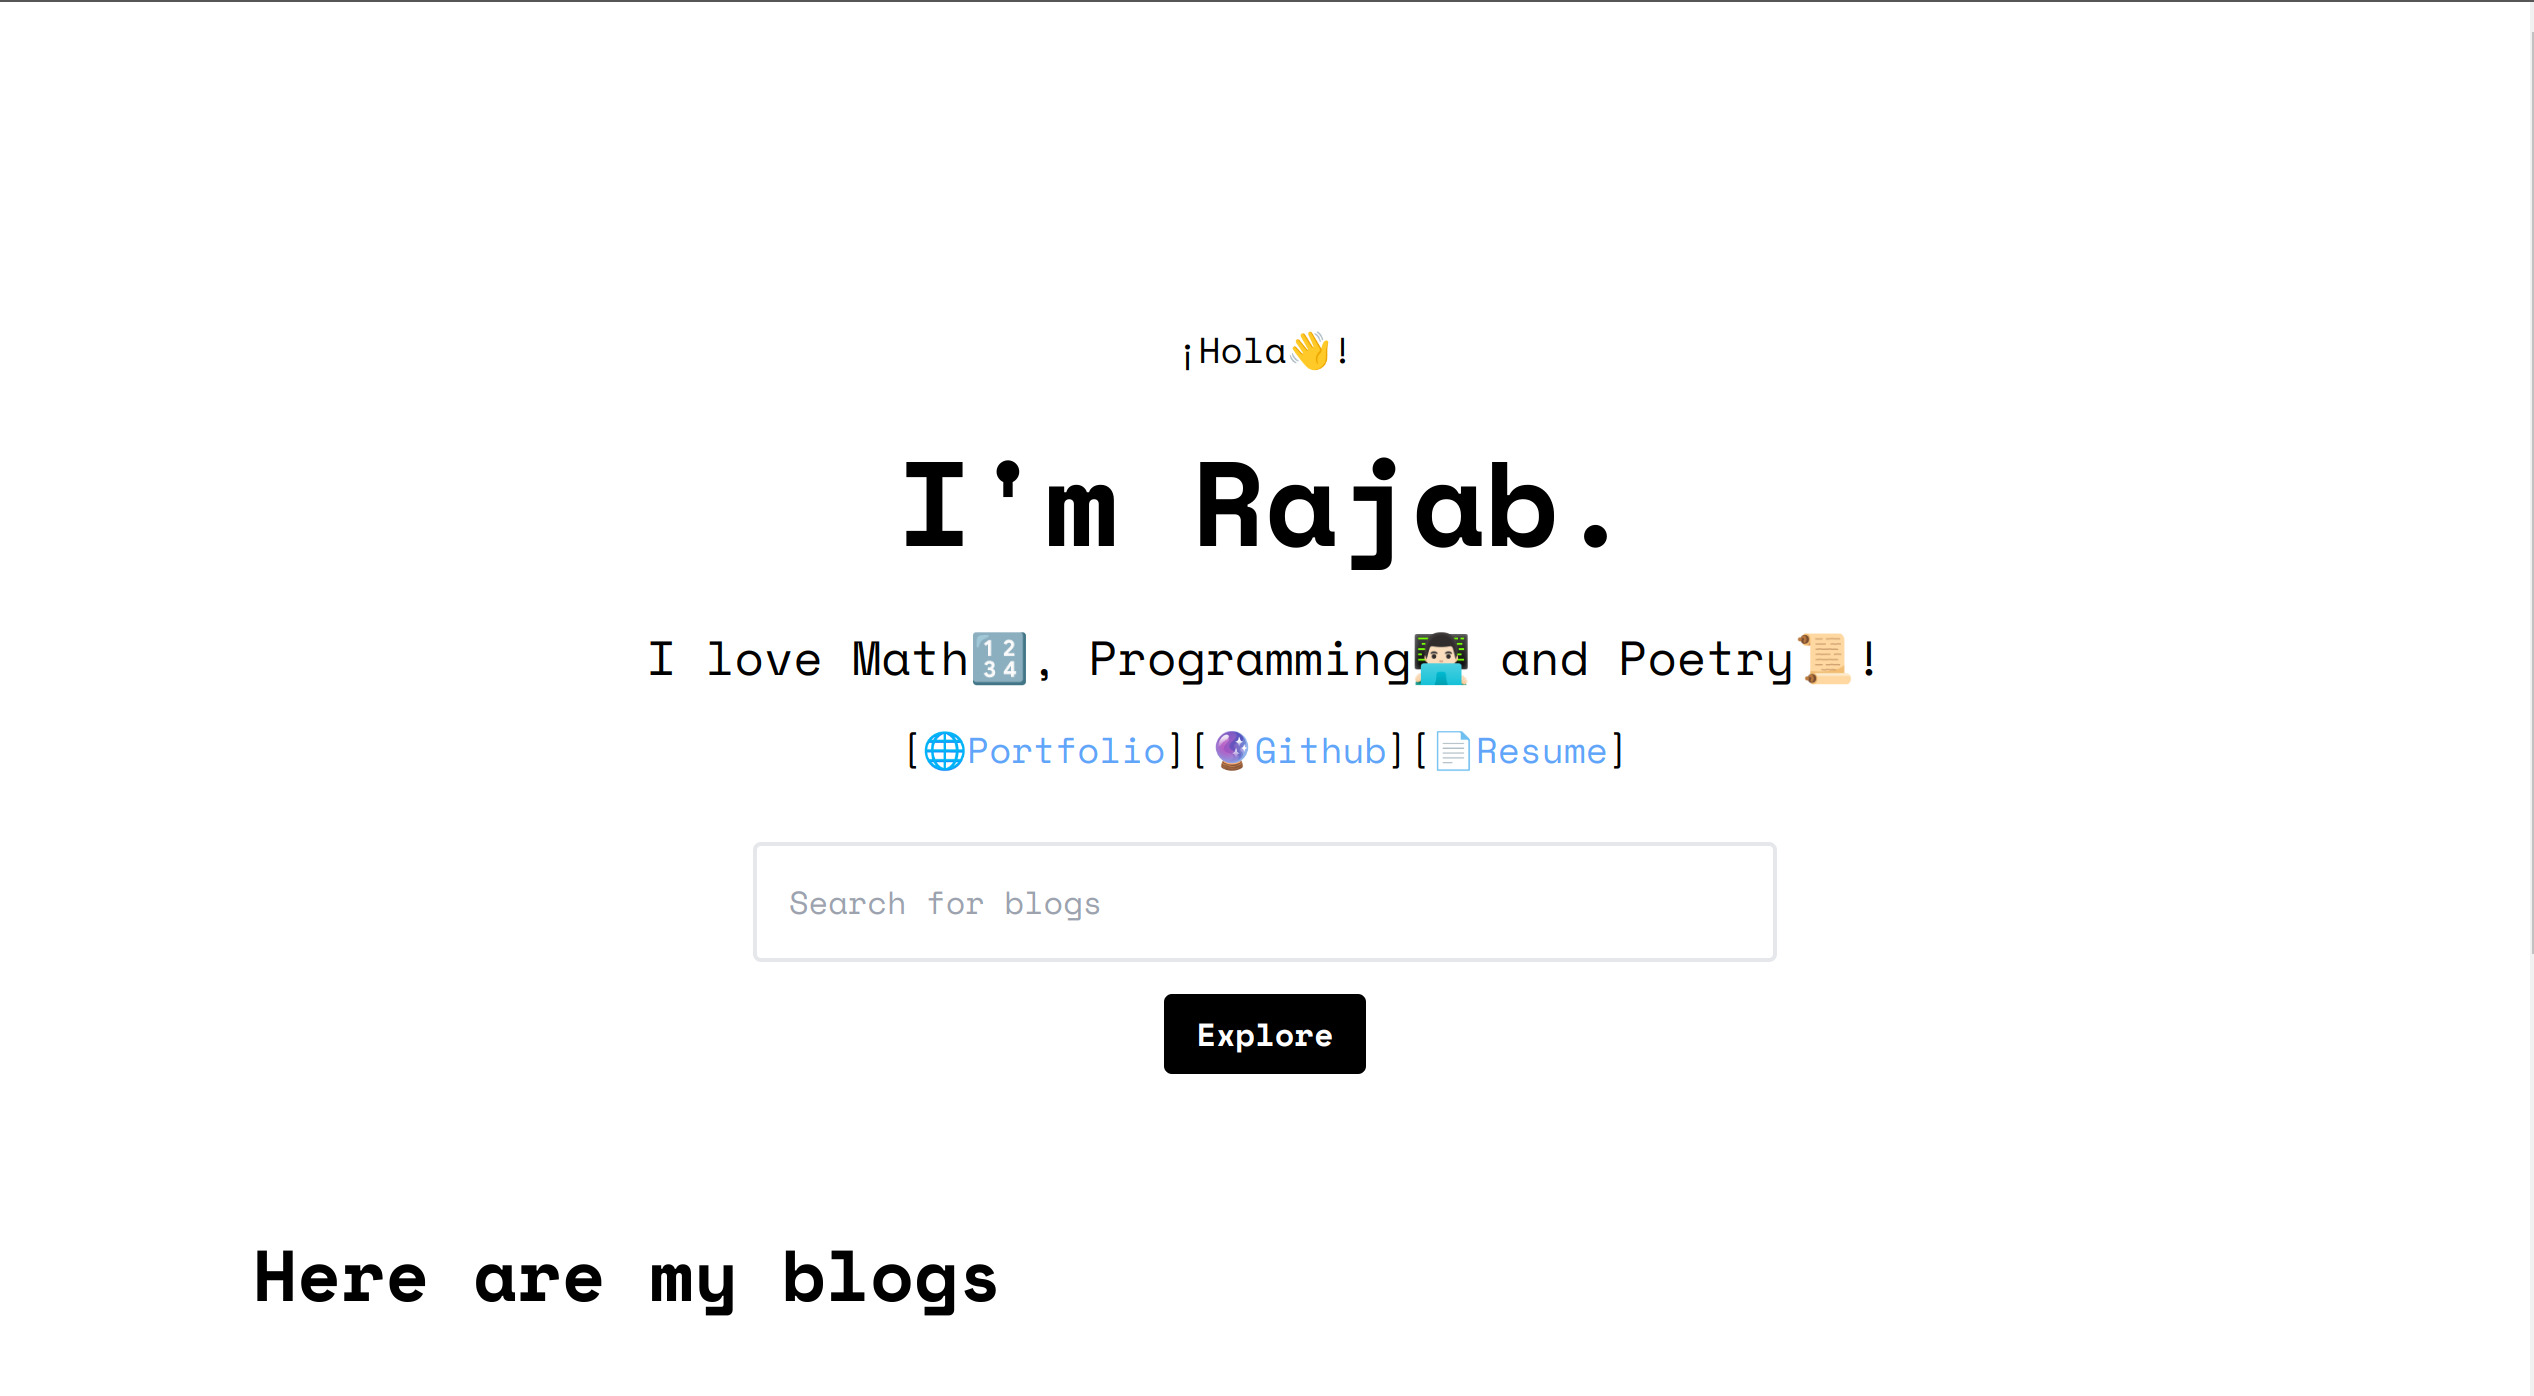 ¡Hola👋!
I'm Rajab.
I love Math🔢, Programming👨🏻‍💻 and Poetry📜!
[🌐Portfolio][🔮Github][📄Resume]
Search for blogs
Explore
Here are my blogs